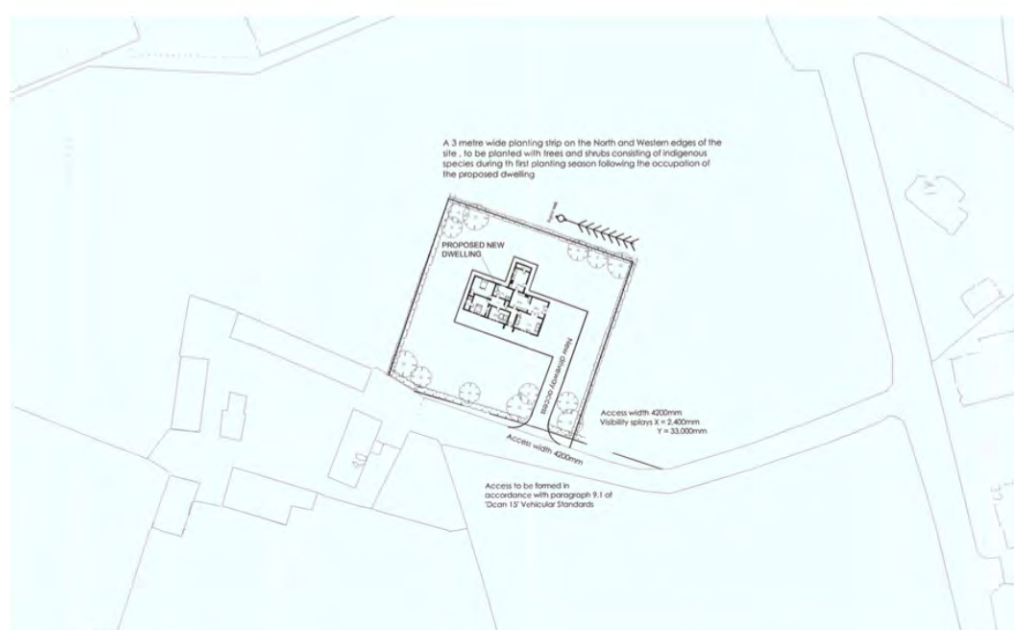 A 3 metre wide planting strip on the North and Western edges of the
site , to be planted with trees and shrubs consisting of indigenous
species during th first planting season following the occupation of
the proposed dwelling
PROPOSED NEW
DWELLING
New driveway access
Access width 4200mm
Visibility splays X = 2.400mm
Y = 33.000mm
Access width 4200mm
Access to be formed in
accordance with paragraph 9.1 of
'Dcan 15' Vehicular Standards